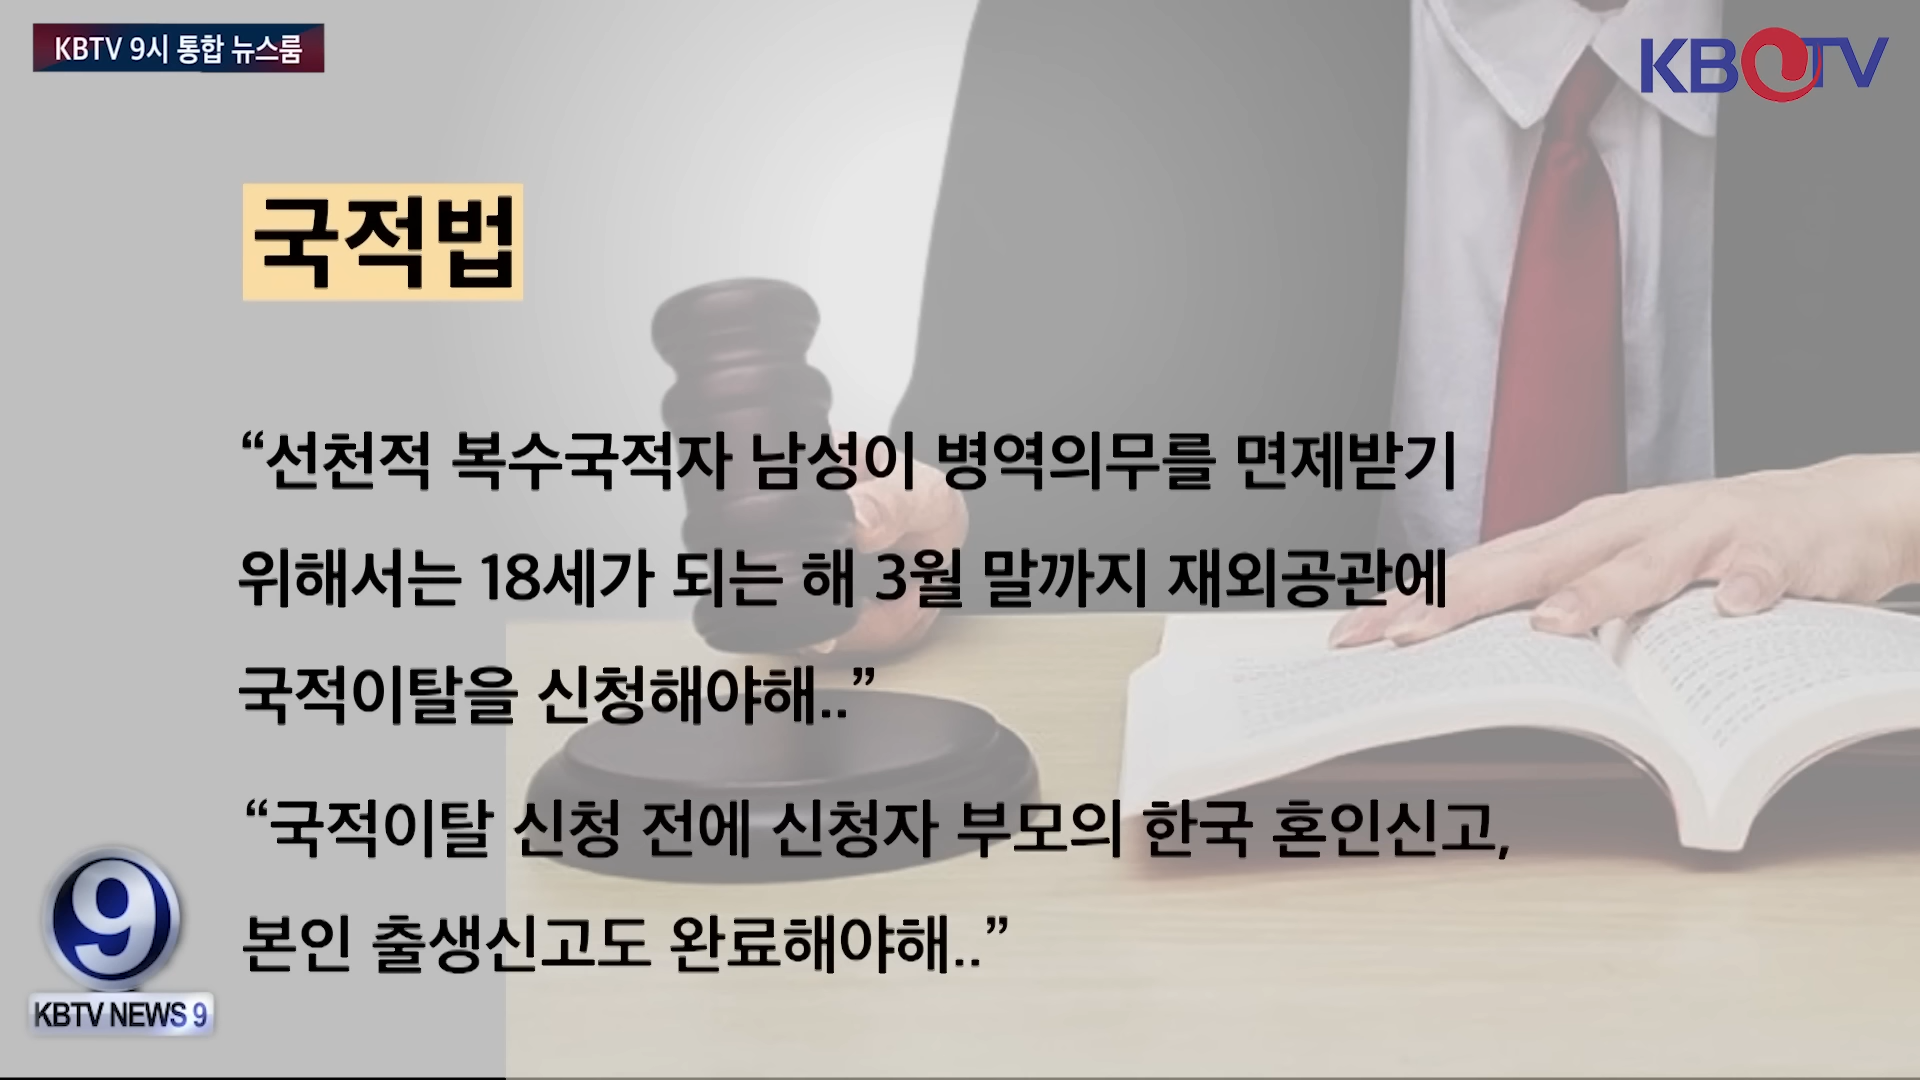 KBTV 9시 통합 뉴스룸
KBTV
국적법
“선천적 복수국적자 남성이 병역의무를 면제받기
위해서는 18세가 되는 해 3월 말까지 재외공관에
국적이탈을 신청해야해..”
“국적이탈 신청 전에 신청자 부모의 한국 혼인신고,
본인 출생신고도 완료해야해..”
9
KBTV NEWS 9